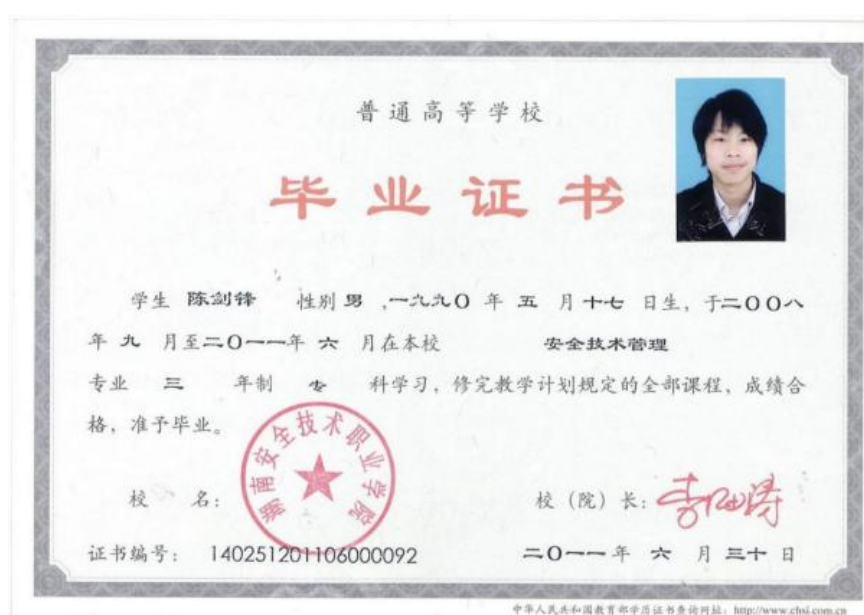 普通高等学校
毕业证书
学生 陈剑锋 性别 男 ,一九九0 年 五 月 十七 日生，于二00八
年 九 月至二0一一年 六 月在本校 安全技术管理
专业 三 年制 专 科学习，修完教学计划规定的全部课程，成绩合
格，准予毕业。
湖南安全技术职业学院
校 名： 校（院）长：
证书编号： 140251201106000092 二0一一年 六 月 三十 日
中华人民共和国教育部学历证书查询网址：http://www.chsi.com.cn